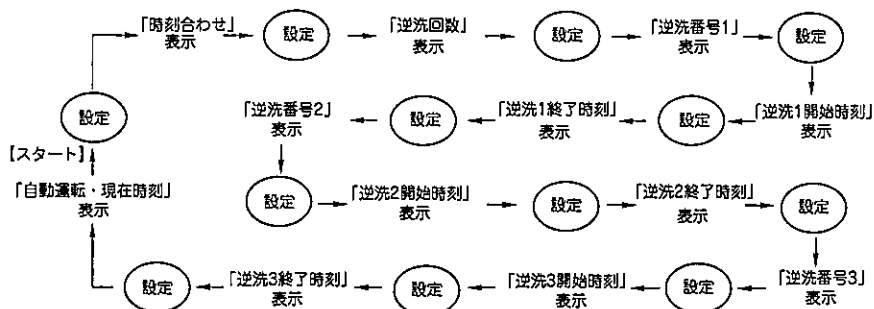 「時刻合わせ」
表示
設定
「逆洗回数」
表示
設定
「逆洗番号1」
表示
設定
「逆洗1開始時刻」
表示
設定
「逆洗1終了時刻」
表示
設定
「逆洗番号2」
表示
設定
「逆洗2開始時刻」
表示
設定
「逆洗2終了時刻」
表示
設定
「逆洗番号3」
表示
設定
「逆洗3開始時刻」
表示
設定
「逆洗3終了時刻」
表示
設定
「自動運転・現在時刻」
表示
【スタート】
設定